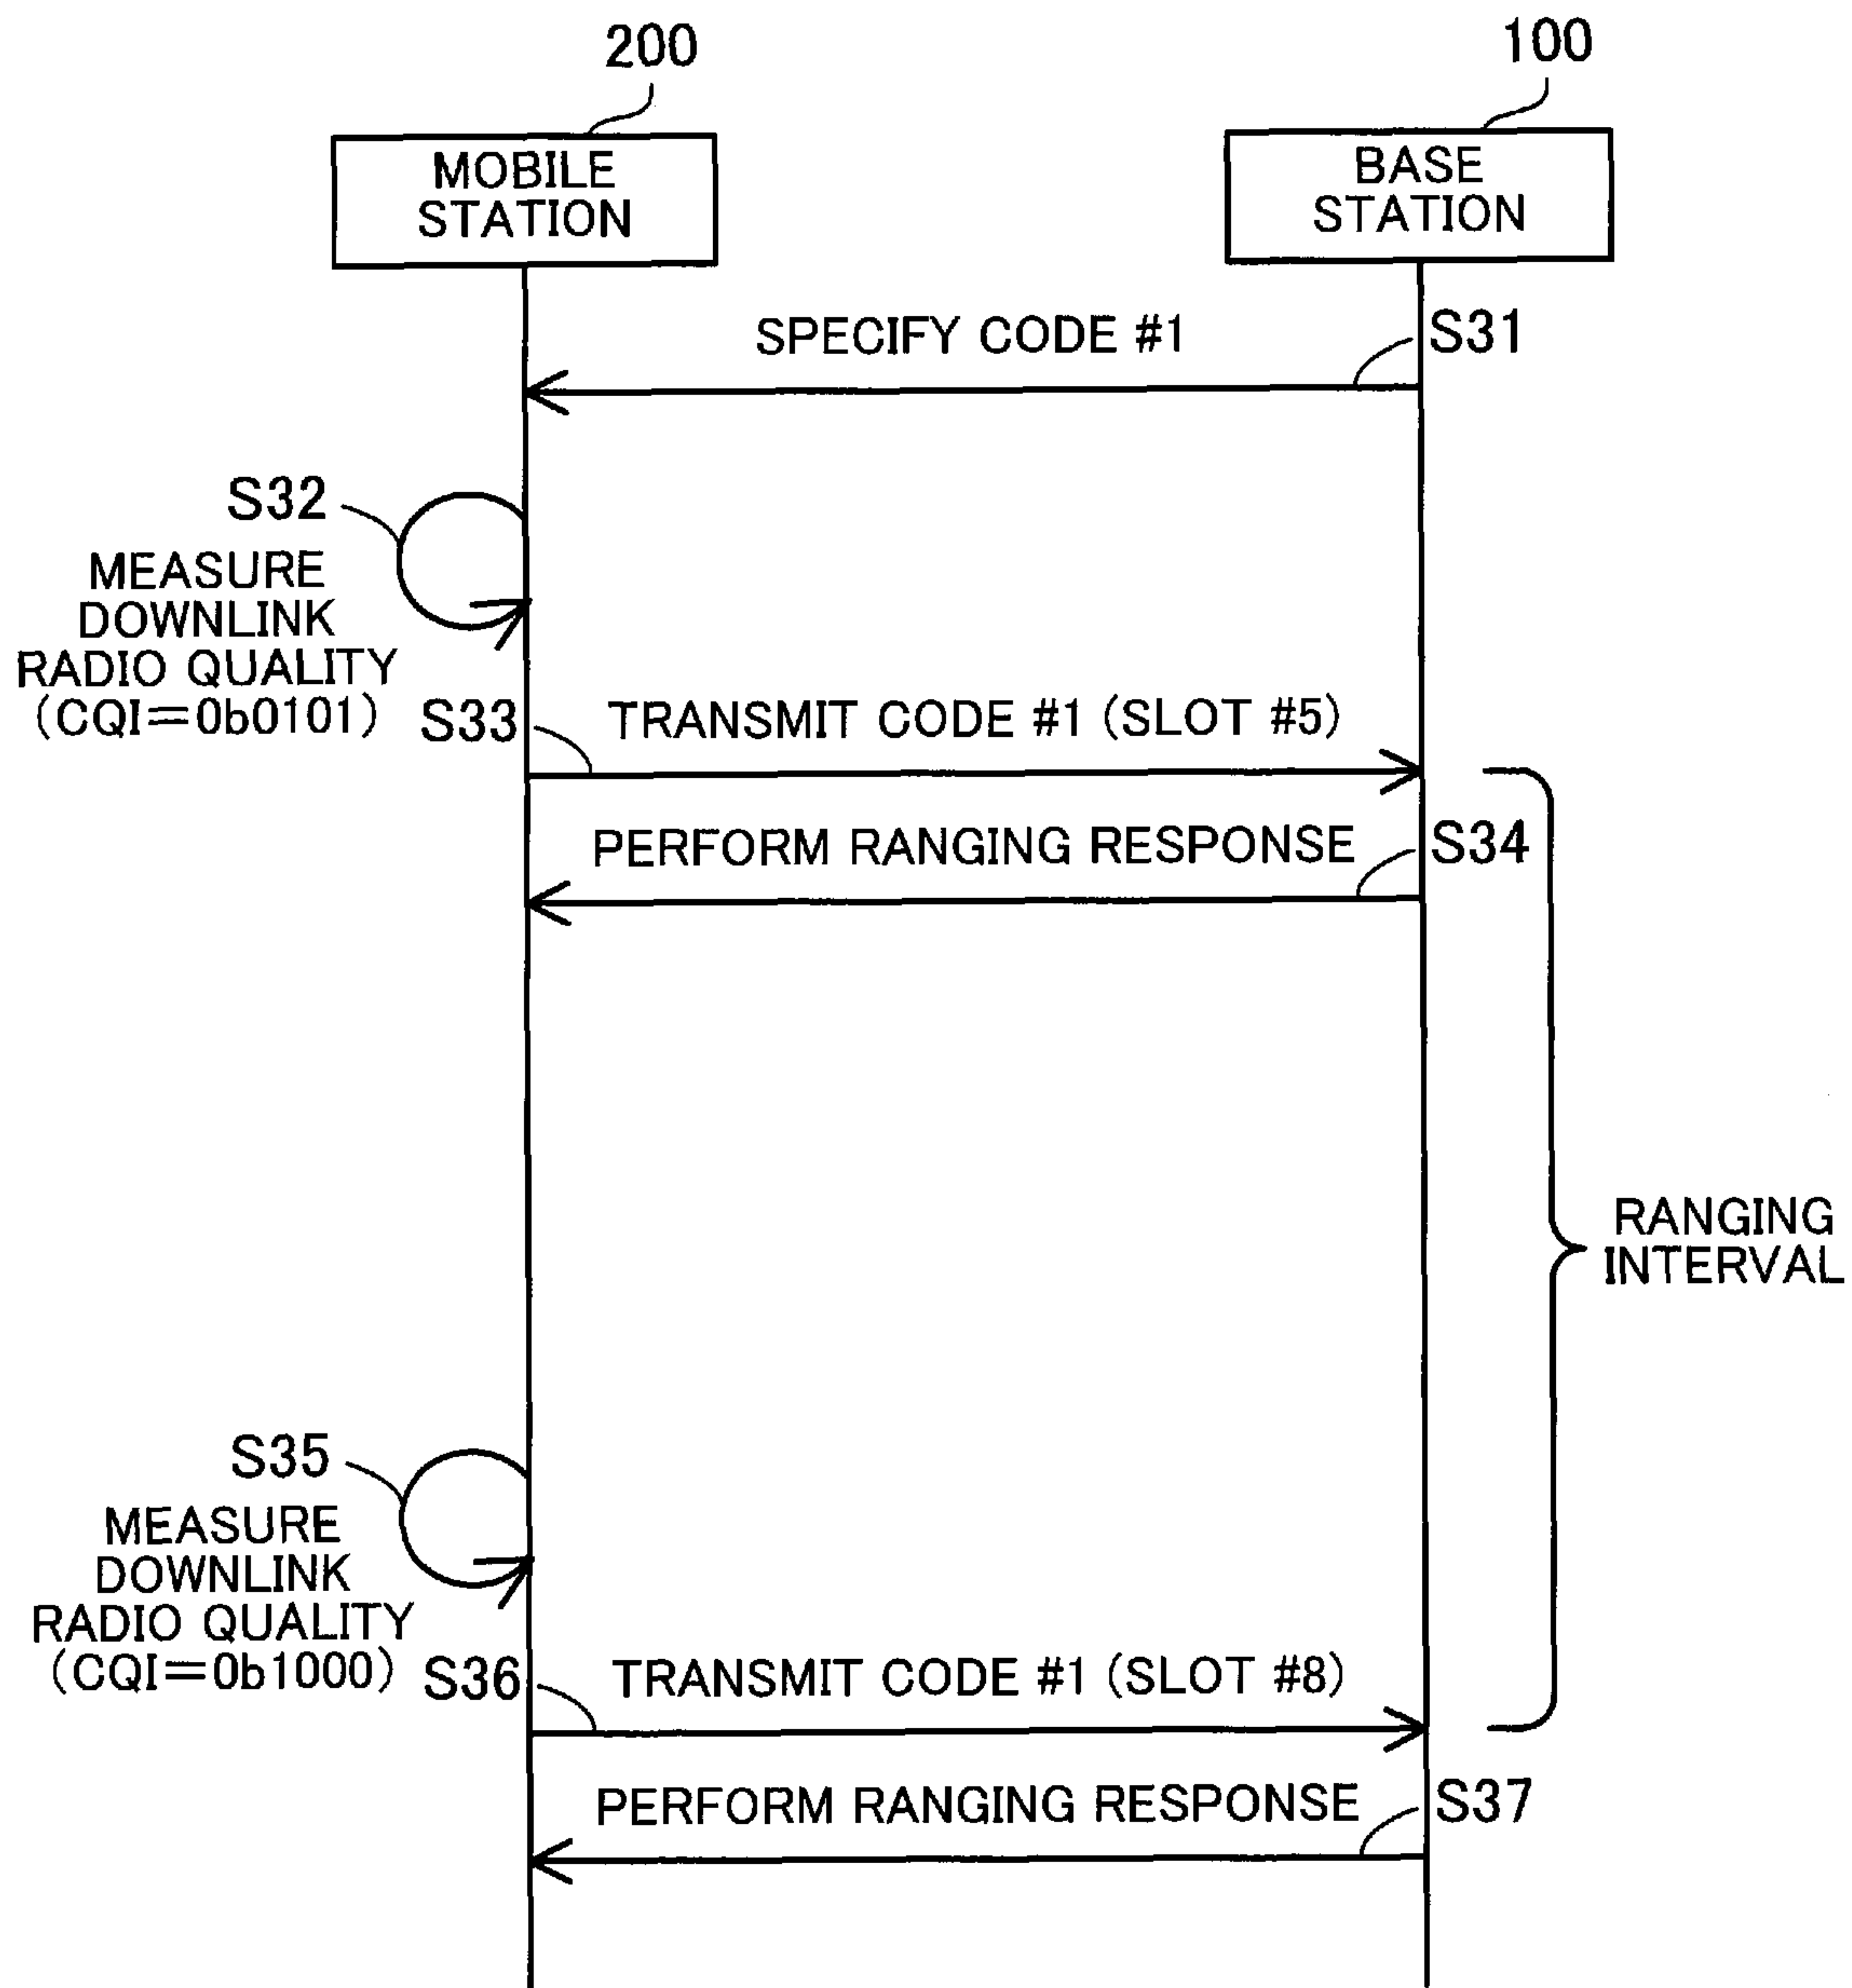 200
100
MOBILE
STATION
BASE
STATION
SPECIFY CODE #1
S31
S32
MEASURE
DOWNLINK
RADIO QUALITY
(CQI=0b0101)
S33
TRANSMIT CODE #1 (SLOT #5)
PERFORM RANGING RESPONSE
S34
RANGING
INTERVAL
S35
MEASURE
DOWNLINK
RADIO QUALITY
(CQI=0b1000)
S36
TRANSMIT CODE #1 (SLOT #8)
PERFORM RANGING RESPONSE
S37